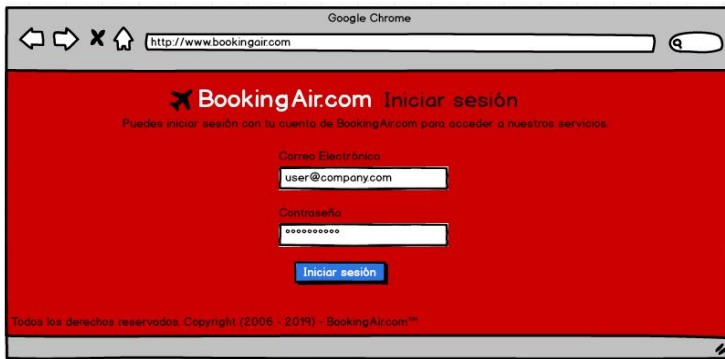 Google Chrome
http://www.bookingair.com
BookingAir.com Iniciar sesión
Puedes iniciar sesión con tu cuenta de BookingAir.com para acceder a nuestros servicios.
Correo Electrónico
user@company.com
Contraseña
Iniciar sesión
Todos los derechos reservados. Copyright (2006 - 2019) - BookingAir.com™